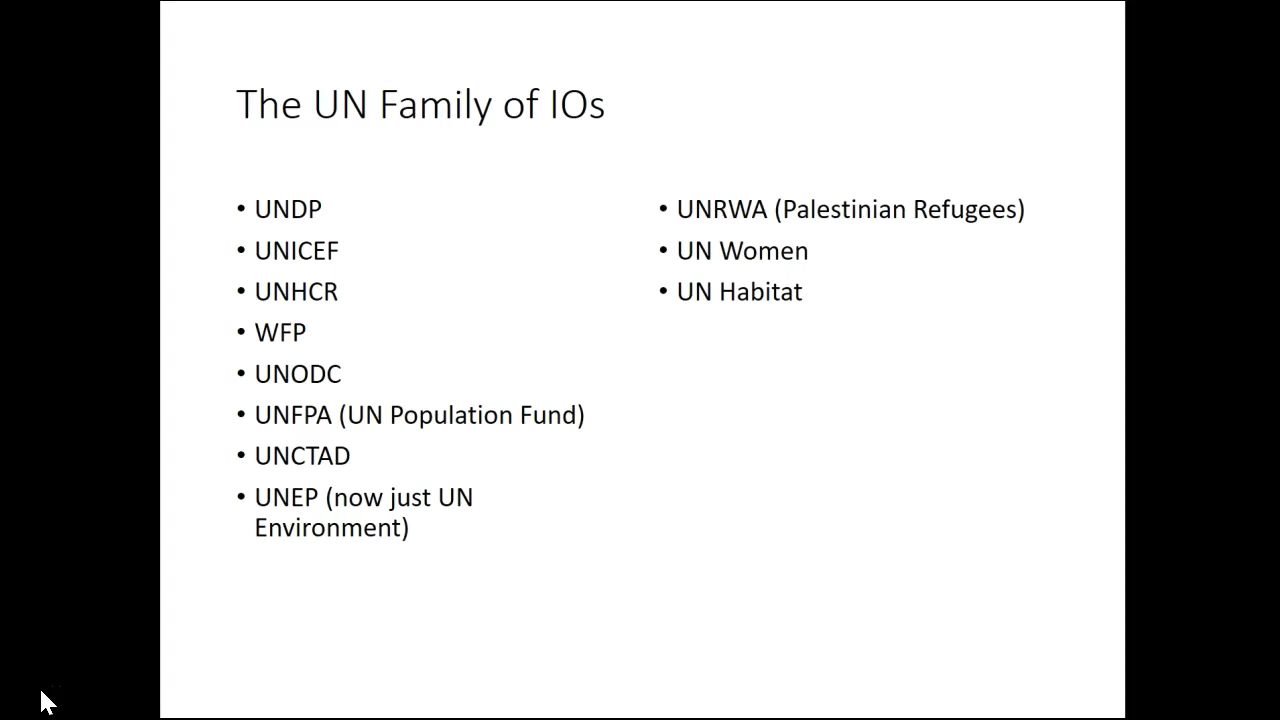 The UN Family of IOs
• UNDP
• UNICEF
• UNHCR
• WFP
• UNODC
• UNFPA (UN Population Fund)
• UNCTAD
• UNEP (now just UN
Environment)
• UNRWA (Palestinian Refugees)
• UN Women
• UN Habitat